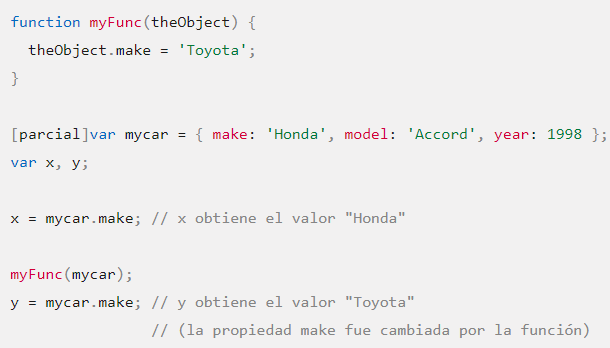 function myFunc(theObject) {
  theObject.make = 'Toyota';
}

[parcial]var mycar = { make: 'Honda', model: 'Accord', year: 1998 };
var x, y;

x = mycar.make; // x obtiene el valor "Honda"

myFunc(mycar);
y = mycar.make; // y obtiene el valor "Toyota"
                // (la propiedad make fue cambiada por la función)